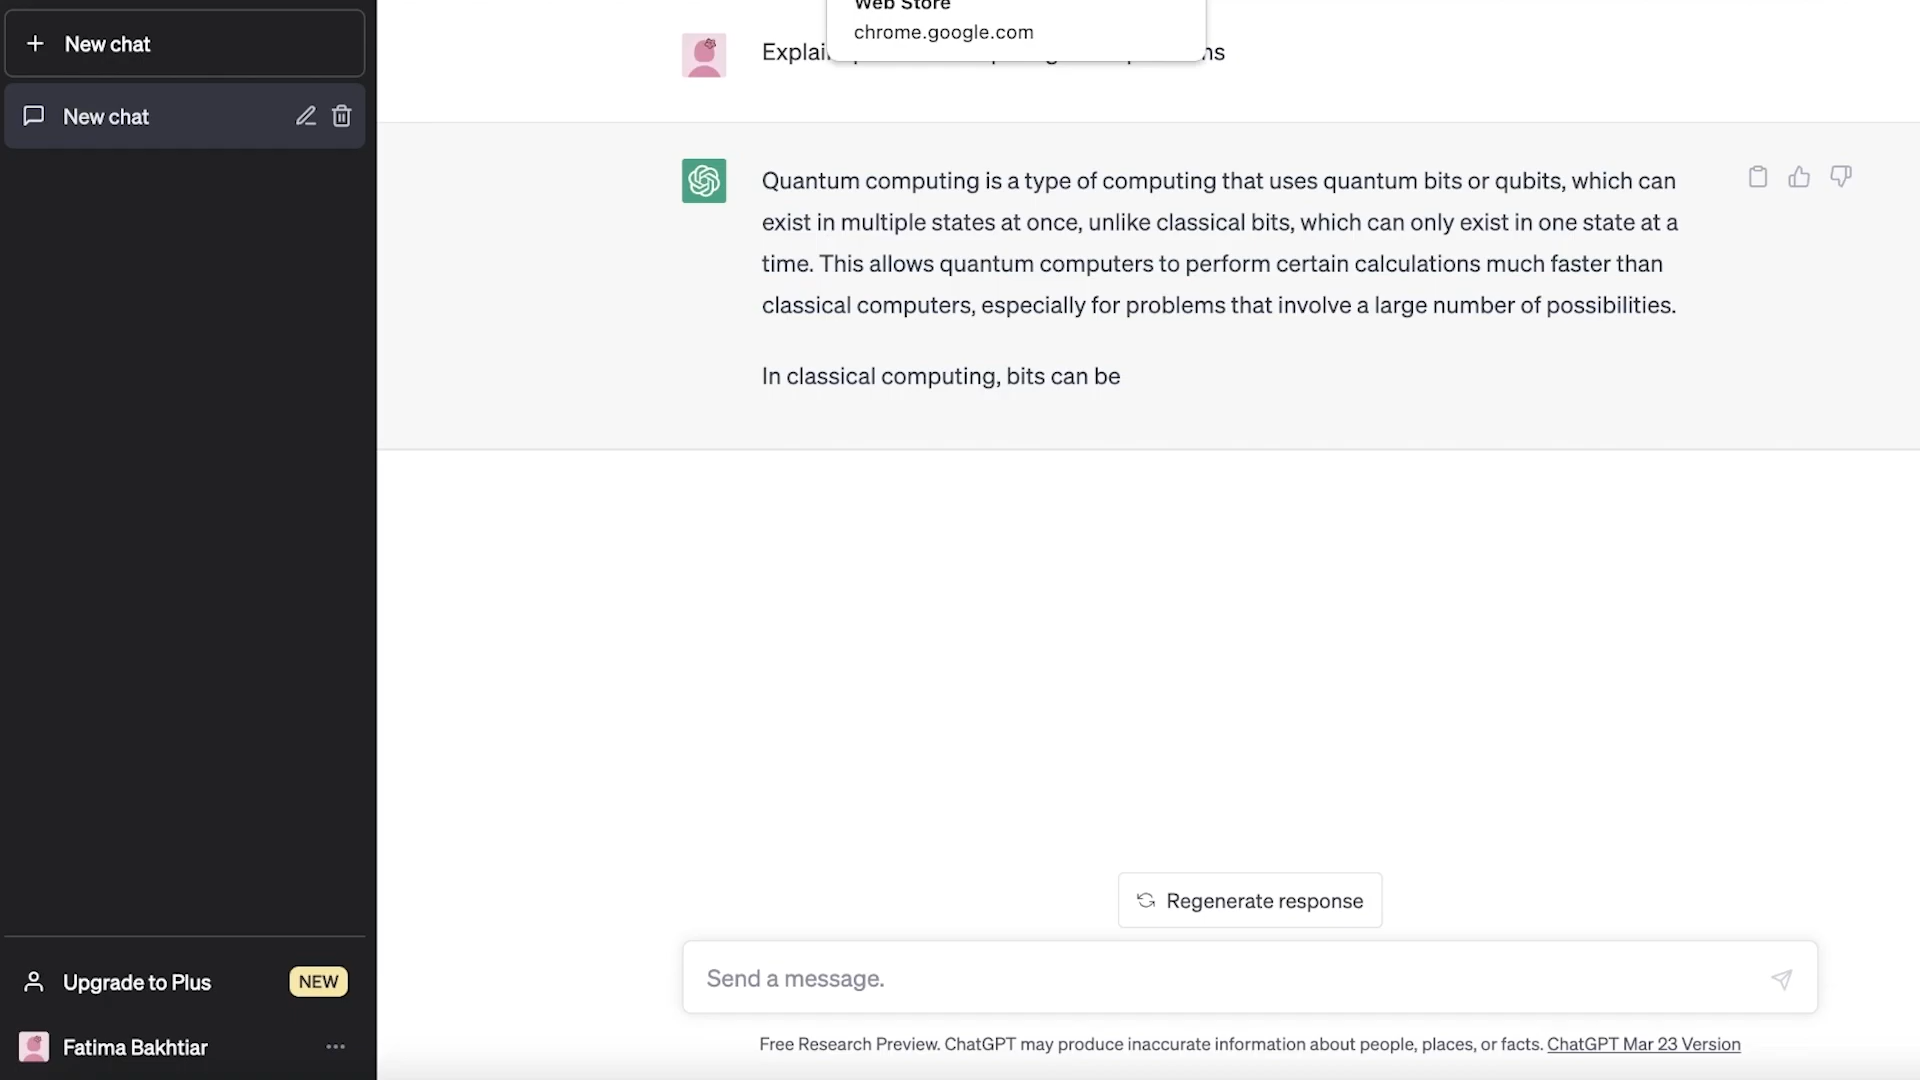 New chat
New chat
Upgrade to Plus
NEW
Fatima Bakhtiar
Web Store
chrome.google.com
Quantum computing is a type of computing that uses quantum bits or qubits, which can
exist in multiple states at once, unlike classical bits, which can only exist in one state at a
time. This allows quantum computers to perform certain calculations much faster than
classical computers, especially for problems that involve a large number of possibilities.
In classical computing, bits can be
Regenerate response
Send a message.
Free Research Preview. ChatGPT may produce inaccurate information about people, places, or facts. ChatGPT Mar 23 Version